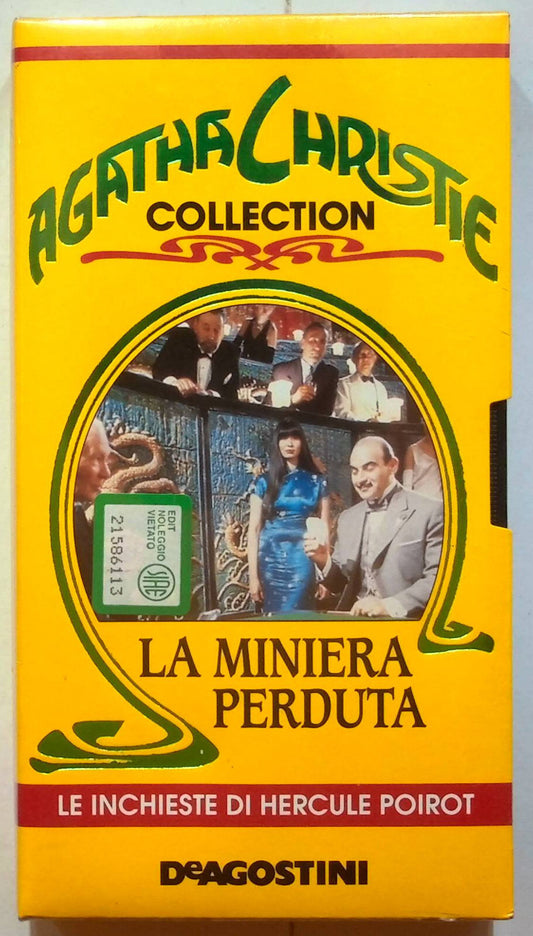 AGATHA CHRISTIE
COLLECTION
EDIT
NOLEGGIO
VIETATO
SIAE
21586113
LA MINIERA
PERDUTA
LE INCHIESTE DI HERCULE POIROT
DeAGOSTINI